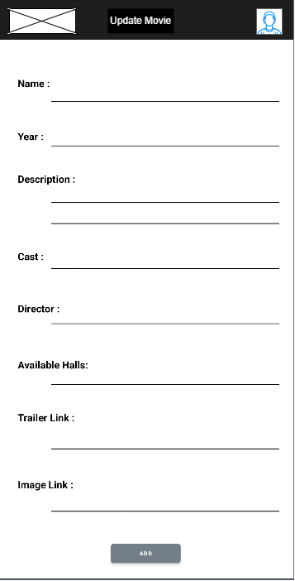 Update Movie
Name :
Year :
Description :
Cast :
Director :
Available Halls:
Trailer Link :
Image Link :
ADD